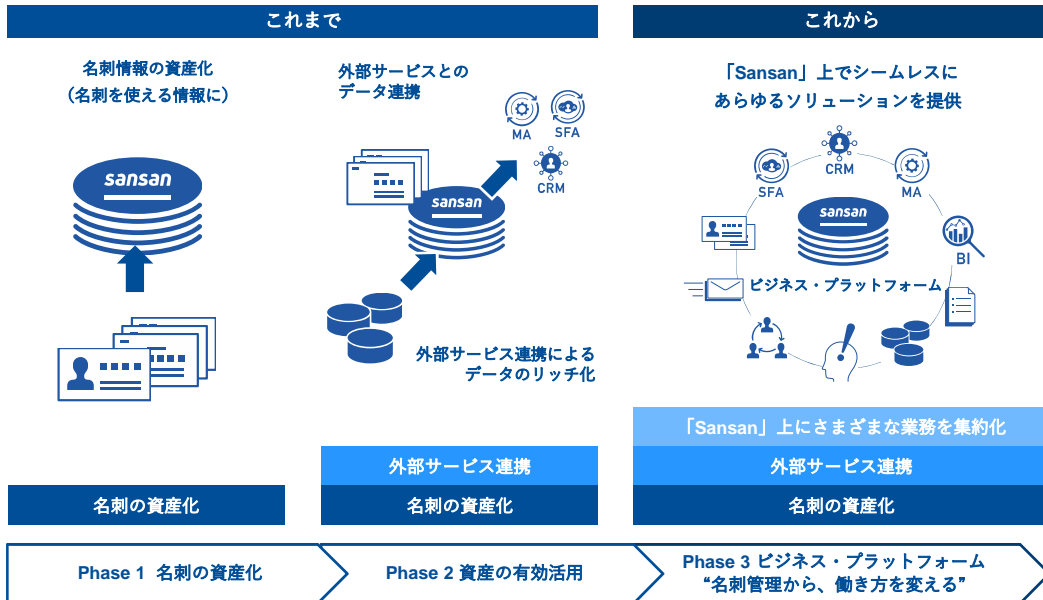 これまで
名刺情報の資産化
（名刺を使える情報に）
sansan
外部サービスとの
データ連携
MA
SFA
CRM
sansan
外部サービス連携による
データのリッチ化
これから
「Sansan」上でシームレスに
あらゆるソリューションを提供
CRM
SFA
MA
sansan
BI
ビジネス・プラットフォーム
名刺の資産化
外部サービス連携
名刺の資産化
「Sansan」上にさまざまな業務を集約化
外部サービス連携
名刺の資産化
Phase 1 名刺の資産化
Phase 2 資産の有効活用
Phase 3 ビジネス・プラットフォーム
“名刺管理から、働き方を変える”